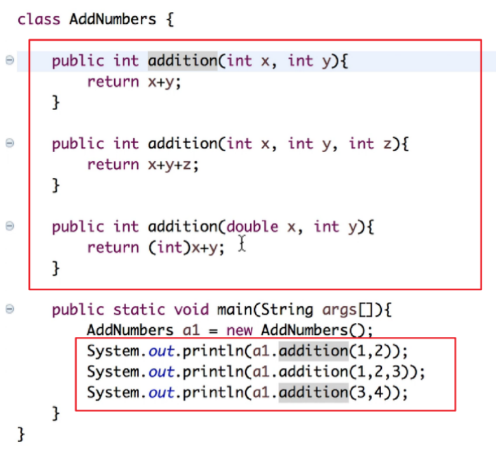 class AddNumbers {
public int addition(int x, int y){
return x+y;
}
public int addition(int x, int y, int z){
return x+y+z;
}
public int addition(double x, int y){
return (int)x+y;
}
public static void main(String args[]){
AddNumbers a1 = new AddNumbers();
System.out.println(a1.addition(1,2));
System.out.println(a1.addition(1,2,3));
System.out.println(a1.addition(3,4));
}
}